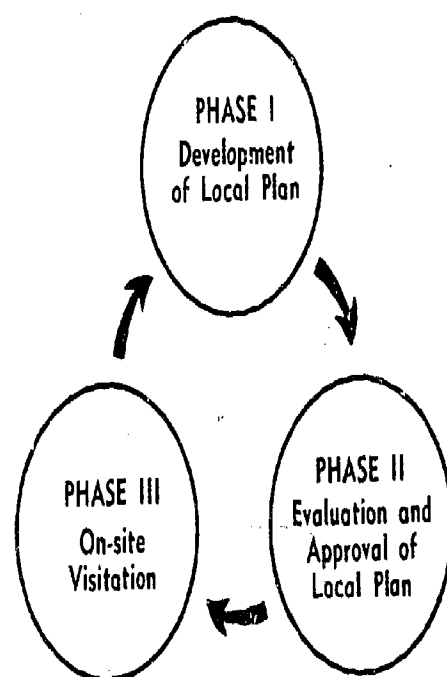 PHASE I
Development
of Local Plan
PHASE II
Evaluation and
Approval of
Local Plan
PHASE III
On-site
Visitation